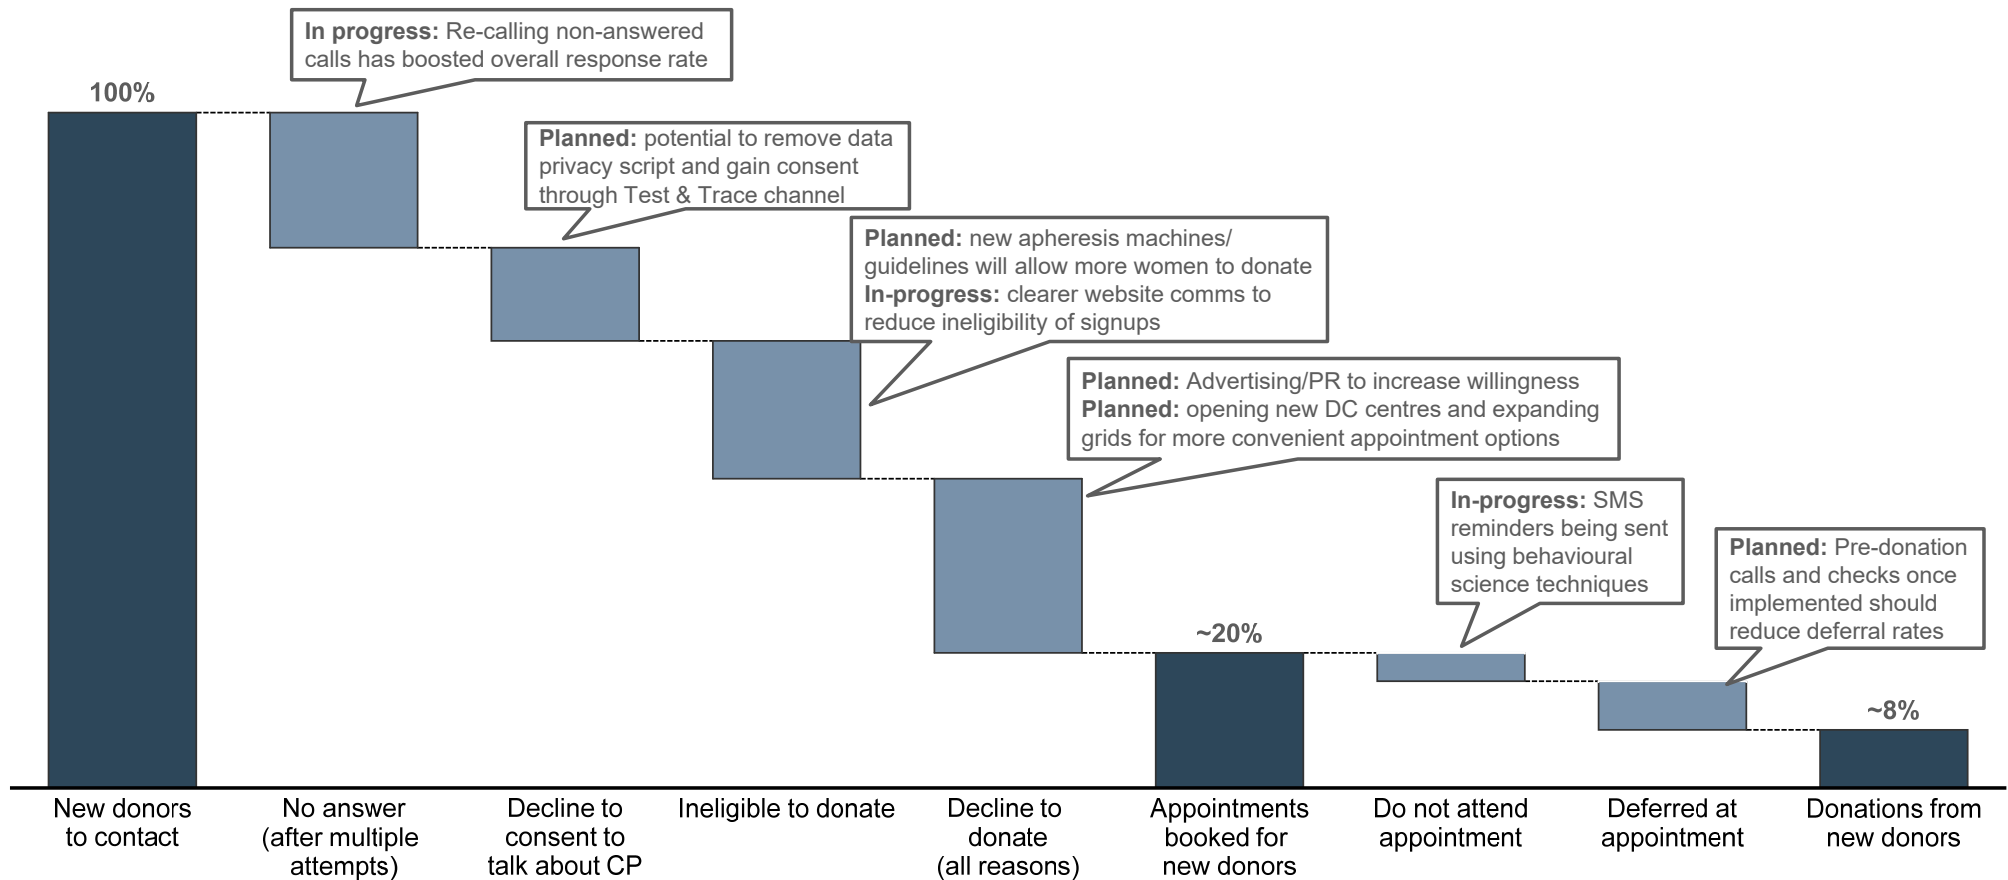 In progress: Re-calling non-answered
calls has boosted overall response rate
100%
Planned: potential to remove data
privacy script and gain consent
through Test & Trace channel
Planned: new apheresis machines/
guidelines will allow more women to donate
In-progress: clearer website comms to
reduce ineligibility of signups
Planned: Advertising/PR to increase willingness
Planned: opening new DC centres and expanding
grids for more convenient appointment options
In-progress: SMS
reminders being sent
using behavioural
science techniques
Planned: Pre-donation
calls and checks once
implemented should
reduce deferral rates
~20%
~8%
New donors
to contact
No answer
(after multiple
attempts)
Decline to
consent to
talk about CP
Ineligible to donate
Decline to
donate
(all reasons)
Appointments
booked for
new donors
Do not attend
appointment
Deferred at
appointment
Donations from
new donors